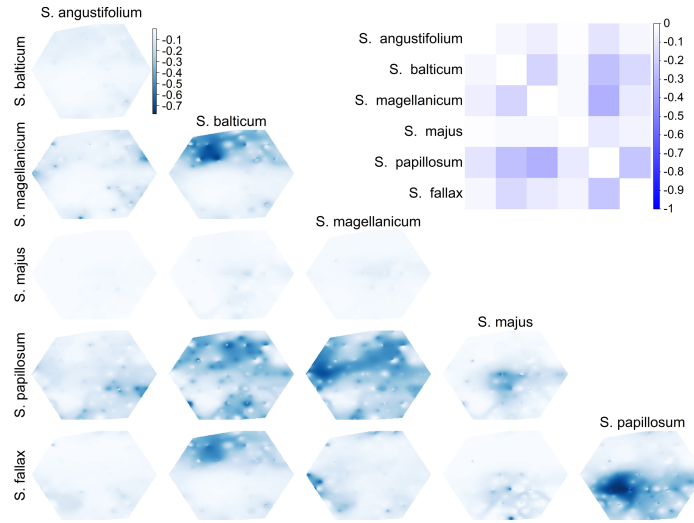 S. angustifolium
S. balticum
-0.1
-0.2
-0.3
-0.4
-0.5
-0.6
-0.7
S. magellanicum
S. balticum
S. majus
S. magellanicum
S. papillosum
S. majus
S. fallax
S. papillosum
S. angustifolium
S. balticum
S. magellanicum
S. majus
S. papillosum
S. fallax
0
-0.1
-0.2
-0.3
-0.4
-0.5
-0.6
-0.7
-0.8
-0.9
-1